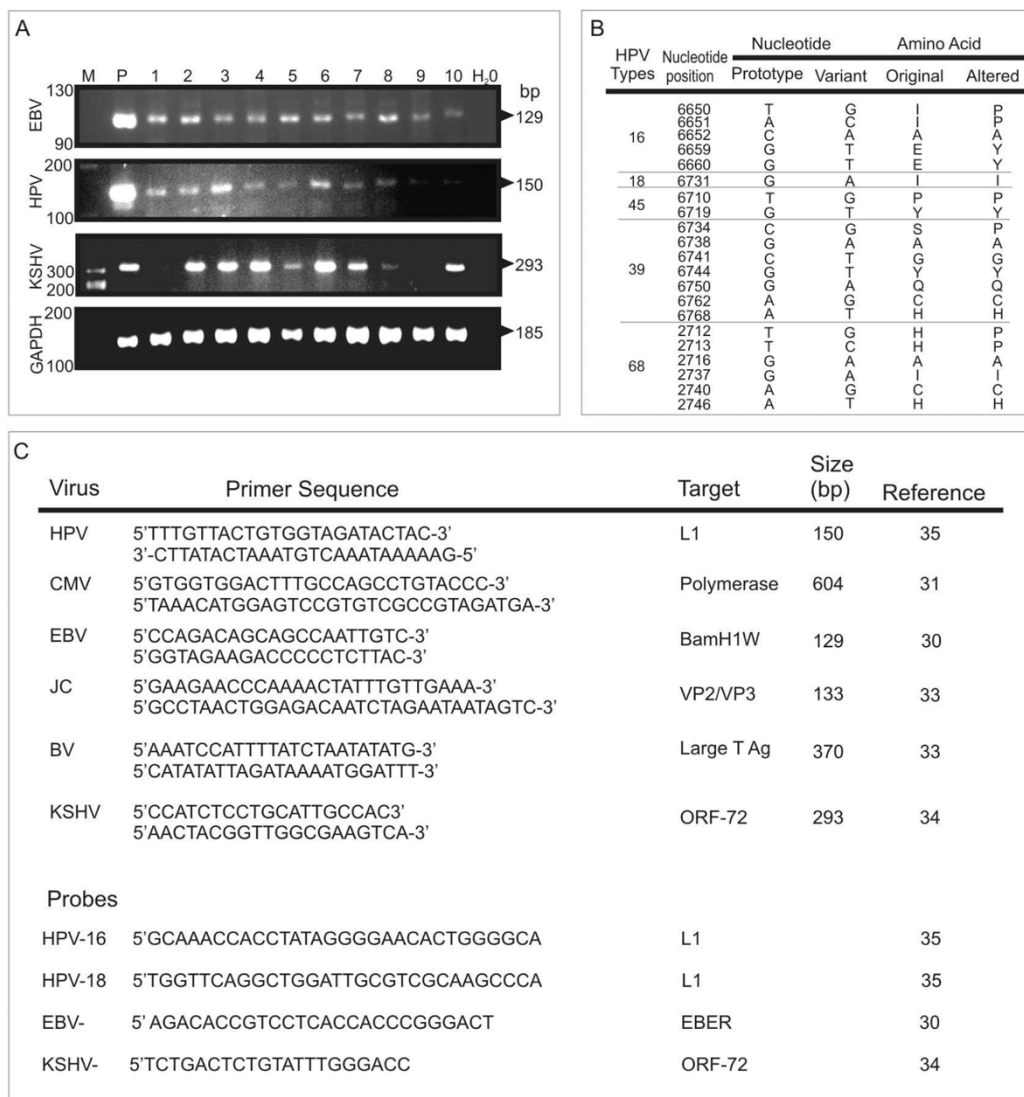 A
M P 1 2 3 4 5 6 7 8 9 10 H20
bp
EBV
130
90
129
HPV
200
100
150
KSHV
300
200
293
GAPDH
200
100
185
B
HPV Types
Nucleotide position
Nucleotide
Amino Acid
Prototype Variant Original Altered
16
6650 T G I P
6651 A C I P
6652 C A A A
6659 G T E Y
6660 G T E Y
18 6731 G A I I
45
6710 T G P P
6719 G T Y Y
39
6734 C G S P
6738 G A A A
6741 C T G G
6744 G T Y Y
6750 G A Q Q
6762 A G C C
6768 A T H H
68
2712 T G H P
2713 T C H P
2716 G A A A
2737 G A I I
2740 A G C C
2746 A T H H
C
Virus Primer Sequence Target Size (bp) Reference
HPV 5'TTTGTTACTGTGGTAGATACTAC-3' L1 150 35
3'-CTTATACTAAATGTCAAATAAAAAG-5'
CMV 5'GTGGTGGACTTTGCCAGCCTGTACCC-3' Polymerase 604 31
5'TAAACATGGAGTCCGTGTCGCCGTAGATGA-3'
EBV 5'CCAGACAGCAGCCAATTGTC-3' BamH1W 129 30
5'GGTAGAAGACCCCCTCTTAC-3'
JC 5'GAAGAACCCAAAACTATTTGTTGAAA-3' VP2/VP3 133 33
5'GCCTAACTGGAGACAATCTAGAATAATAGTC-3'
BV 5'AAATCCATTTTATCTAATATATG-3' Large T Ag 370 33
5'CATATATTAGATAAAATGGATTT-3'
KSHV 5'CCATCTCCTGCATTGCCAC3' ORF-72 293 34
5'AACTACGGTTGGCGAAGTCA-3'
Probes
HPV-16 5'GCAAACCACCTATAGGGGAACACTGGGGCA L1 35
HPV-18 5'TGGTTCAGGCTGGATTGCGTCGCAAGCCCA L1 35
EBV- 5' AGACACCGTCCTCACCACCCGGGACT EBER 30
KSHV- 5'TCTGACTCTGTATTTGGGACC ORF-72 34